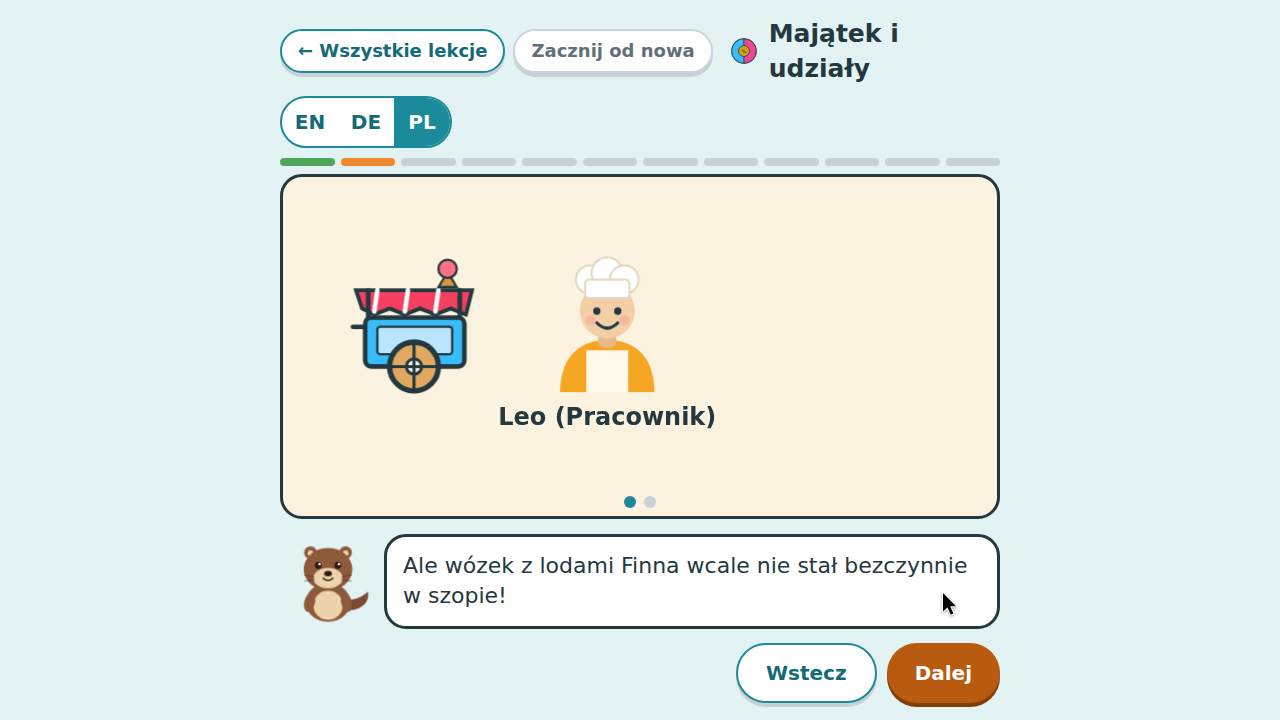 ← Wszystkie lekcje
Zacznij od nowa
Majątek i
udziały
EN DE PL
Leo (Pracownik)
Ale wózek z lodami Finna wcale nie stał bezczynnie
w szopie!
Wstecz
Dalej